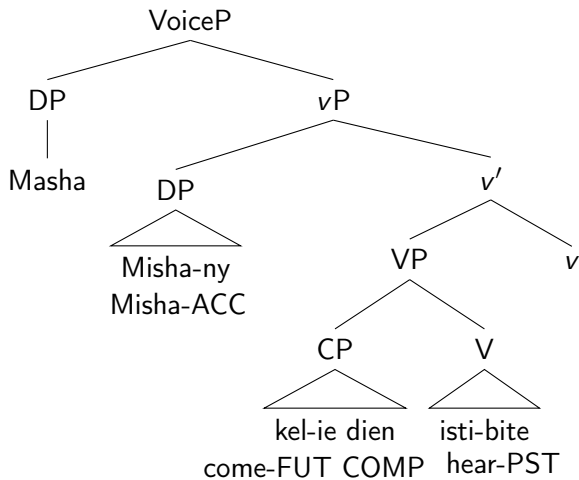 VoiceP
DP vP
Masha DP v′
Misha-ny VP v
Misha-ACC
CP V
kel-ie dien isti-bite
come-FUT COMP hear-PST